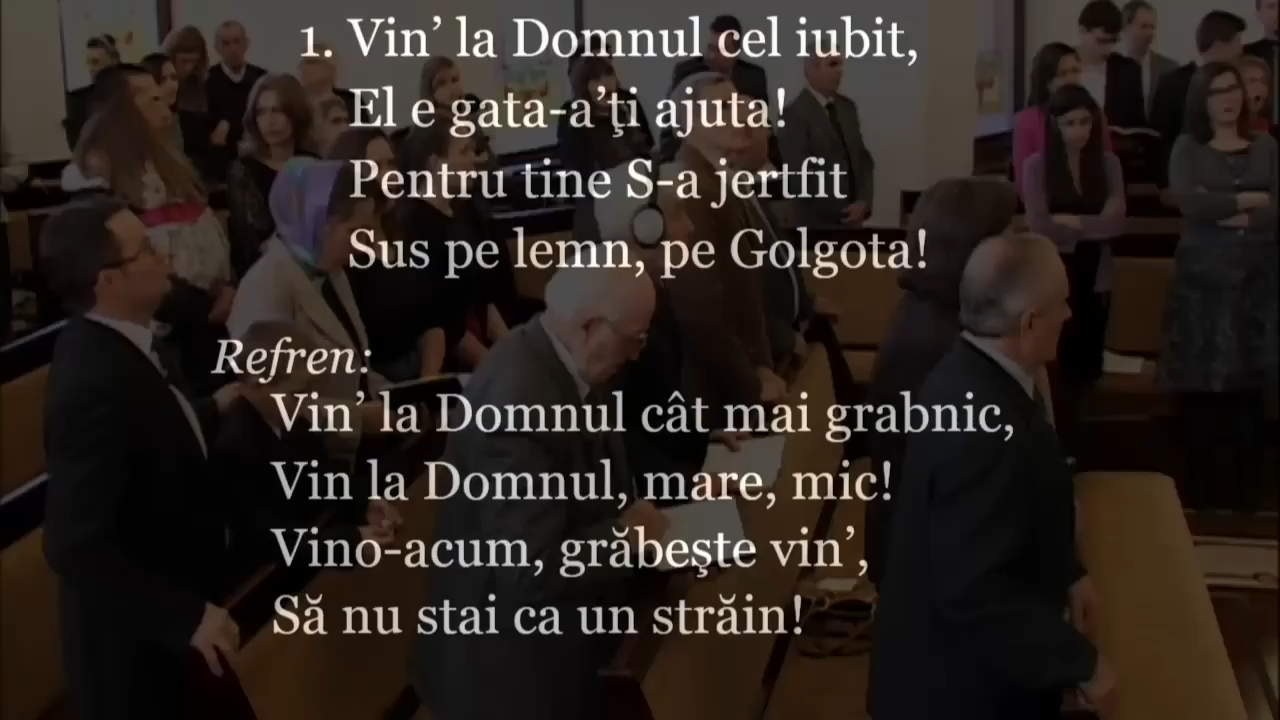 1. Vin’ la Domnul cel iubit,
El e gata-a’ţi ajuta!
Pentru tine S-a jertfit
Sus pe lemn, pe Golgota!
Refren:
Vin’ la Domnul cât mai grabnic,
Vin la Domnul, mare, mic!
Vino-acum, grăbeşte vin’,
Să nu stai ca un străin!